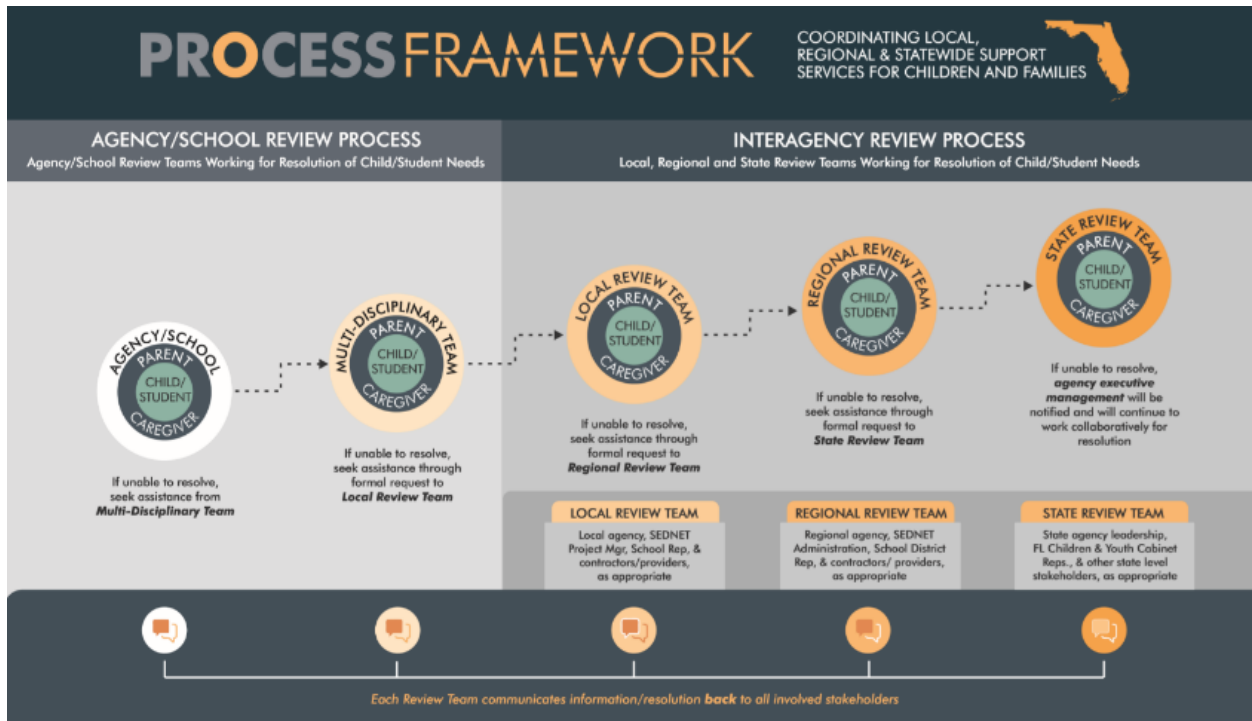 PROCESS FRAMEWORK
COORDINATING LOCAL,
REGIONAL & STATEWIDE SUPPORT
SERVICES FOR CHILDREN AND FAMILIES
AGENCY/SCHOOL REVIEW PROCESS
Agency/School Review Teams Working for Resolution of Child/Student Needs
INTERAGENCY REVIEW PROCESS
Local, Regional and State Review Teams Working for Resolution of Child/Student Needs
AGENCY/SCHOOL
PARENT
CHILD/
STUDENT
CAREGIVER
If unable to resolve,
seek assistance from
Multi-Disciplinary Team
MULTI-DISCIPLINARY TEAM
PARENT
CHILD/
STUDENT
CAREGIVER
If unable to resolve,
seek assistance through
formal request to
Local Review Team
LOCAL REVIEW TEAM
PARENT
CHILD/
STUDENT
CAREGIVER
If unable to resolve,
seek assistance through
formal request to
Regional Review Team
REGIONAL REVIEW TEAM
PARENT
CHILD/
STUDENT
CAREGIVER
If unable to resolve,
seek assistance through
formal request to
State Review Team
STATE REVIEW TEAM
PARENT
CHILD/
STUDENT
CAREGIVER
If unable to resolve,
agency executive
management will be
notified and will continue to
work collaboratively for
resolution
LOCAL REVIEW TEAM
Local agency, SEDNET
Project Mgr, School Rep, &
contractors/providers,
as appropriate
REGIONAL REVIEW TEAM
Regional agency, SEDNET
Administration, School District
Rep, & contractors/ providers,
as appropriate
STATE REVIEW TEAM
State agency leadership,
FL Children & Youth Cabinet
Reps., & other state level
stakeholders, as appropriate
Each Review Team communicates information/resolution back to all involved stakeholders